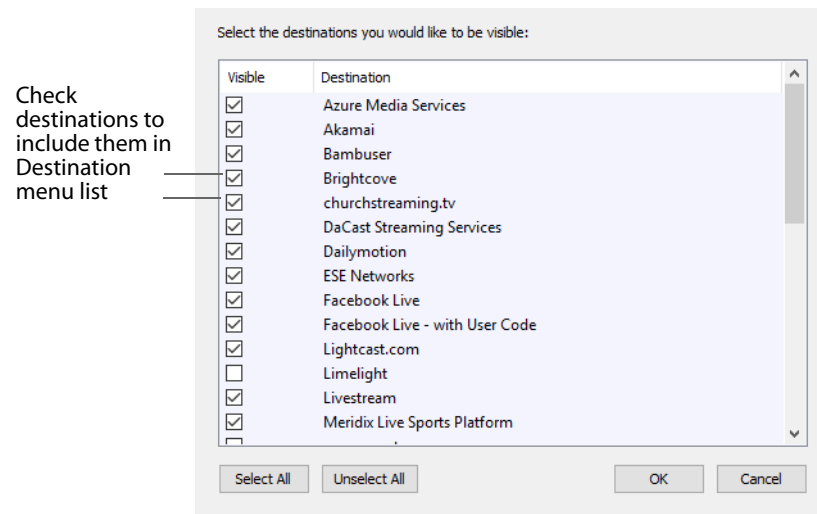 Select the destinations you would like to be visible:
Check
destinations to
include them in
Destination
menu list
Visible Destination
Azure Media Services
Akamai
Bambuser
Brightcove
churchstreaming.tv
DaCast Streaming Services
Dailymotion
ESE Networks
Facebook Live
Facebook Live - with User Code
Lightcast.com
Limelight
Livestream
Meridix Live Sports Platform
Select All Unselect All OK Cancel